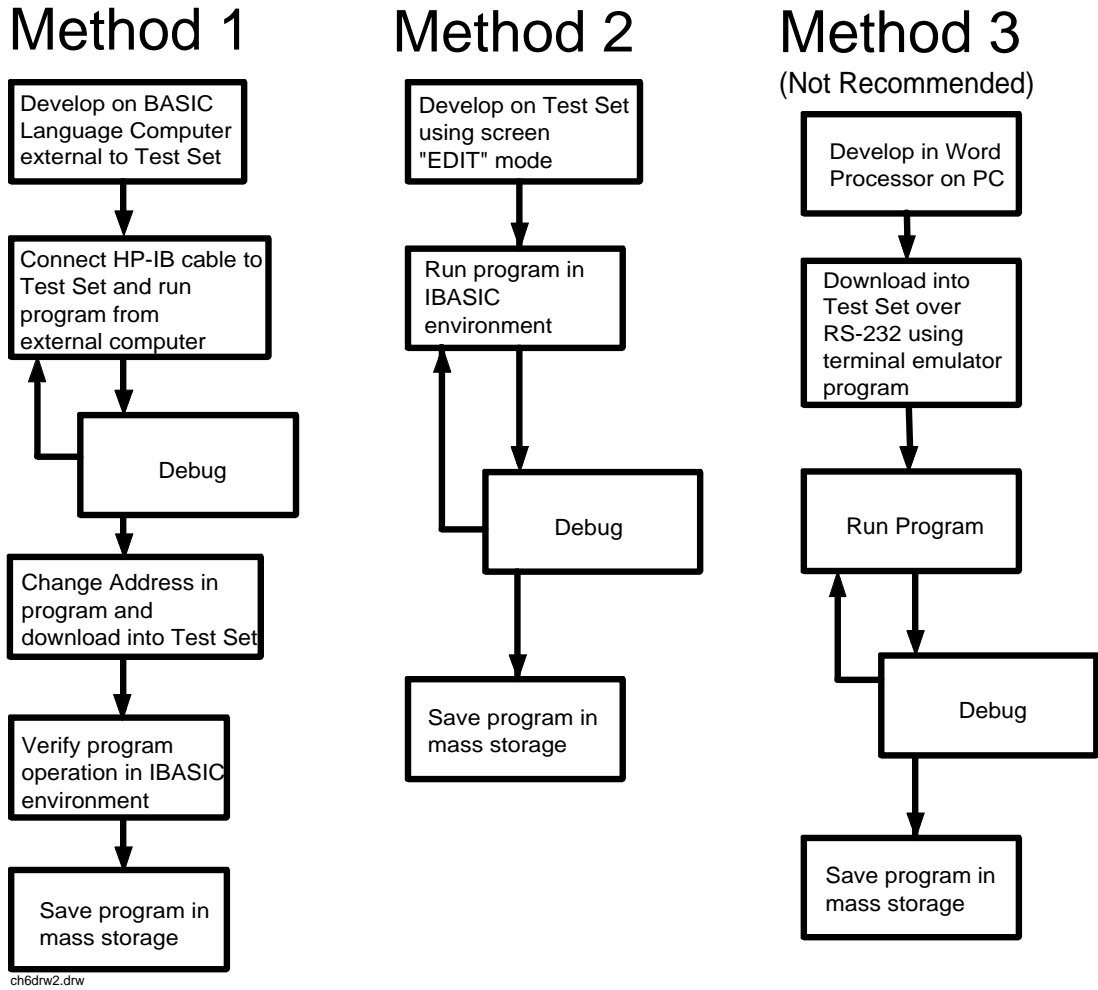 Method 1
Develop on BASIC
Language Computer
external to Test Set
Connect HP-IB cable to
Test Set and run
program from
external computer
Debug
Change Address in
program and
download into Test Set
Verify program
operation in IBASIC
environment
Save program in
mass storage
ch6drw2.drw
Method 2
Develop on Test Set
using screen
"EDIT" mode
Run program in
IBASIC
environment
Debug
Save program in
mass storage
Method 3
(Not Recommended)
Develop in Word
Processor on PC
Download into
Test Set over
RS-232 using
terminal emulator
program
Run Program
Debug
Save program in
mass storage